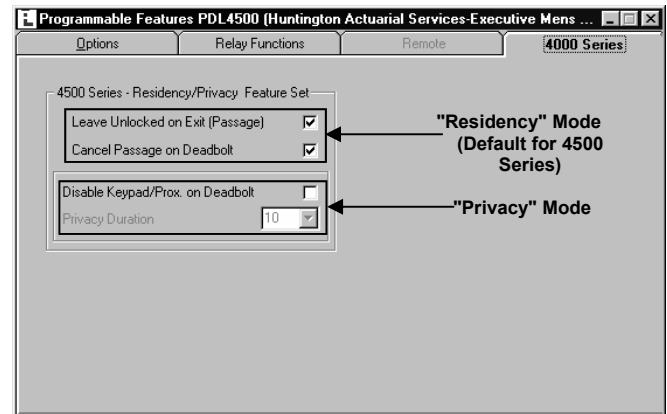 Programmable Features PDL4500 (Huntington Actuarial Services-Executive Mens ...
Options
Relay Functions
Remote
4000 Series
4500 Series - Residency/Privacy Feature Set
Leave Unlocked on Exit (Passage)
Cancel Passage on Deadbolt
"Residency" Mode
(Default for 4500
Series)
Disable Keypad/Prox. on Deadbolt
Privacy Duration
10
"Privacy" Mode